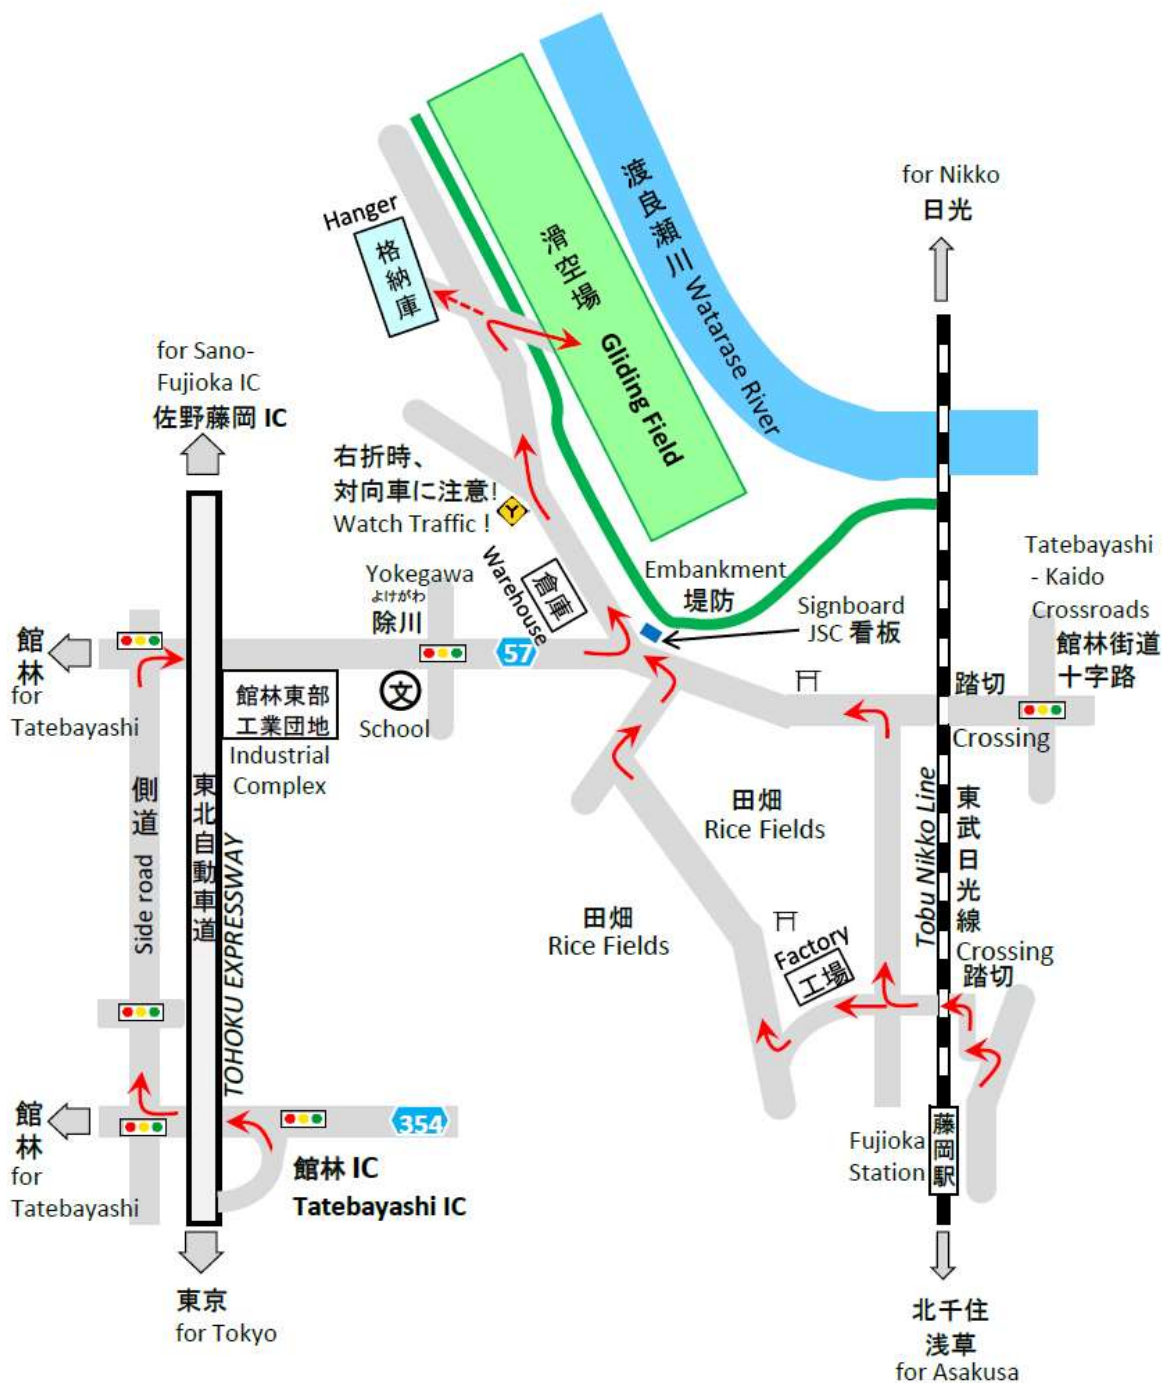 for Nikko
日光
渡良瀬川 Watarase River
Hanger
格納庫
滑空場 Gliding Field
for Sano-
Fujioka IC
佐野藤岡 IC
右折時、
対向車に注意!
Watch Traffic !
Y
Warehouse
倉庫
Yokegawa
よけがわ
除川
Embankment
堤防
Signboard
JSC 看板
Tatebayashi
- Kaido
Crossroads
館林街道
十字路
館林
for
Tatebayashi
57
館林東部
工業団地
Industrial
Complex
文
School
踏切
Crossing
側道
Side road
東北自動車道
TOHOKU EXPRESSWAY
田畑
Rice Fields
田畑
Rice Fields
Tobu Nikko Line
東武日光線
Factory
工場
Crossing
踏切
館林
for
Tatebayashi
354
館林 IC
Tatebayashi IC
Fujioka
Station
藤岡駅
東京
for Tokyo
北千住
浅草
for Asakusa